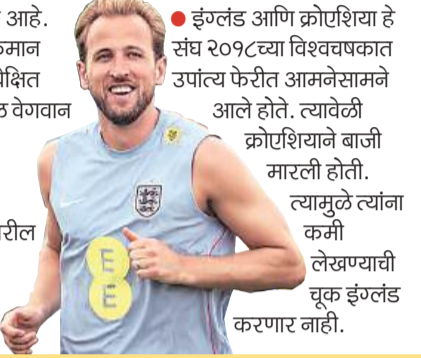 आहे.
वेगवान
● इंग्लंड आणि क्रोएशिया हे
संघ २०१८च्या विश्वचषकात
उपांत्य फेरीत आमनेसामने
आले होते. त्यावेळी
क्रोएशियाने बाजी
मारली होती.
त्यामुळे त्यांना
कमी
लेखण्याची
चूक इंग्लंड
करणार नाही.
E
E